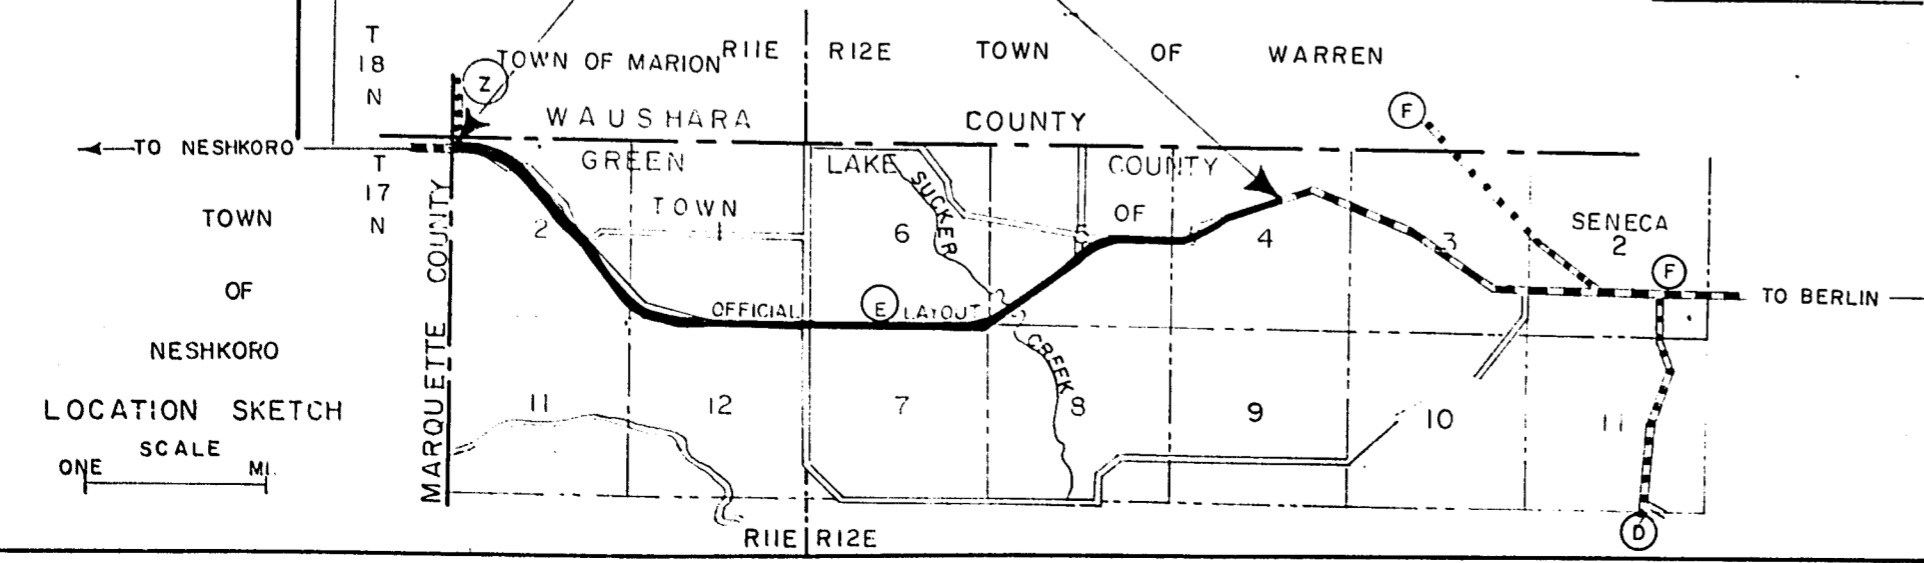 T
18
N
TOWN OF MARION
R11E
R12E
TOWN OF WARREN
Z
F
WAUSHARA COUNTY
TO NESHKORO
T
17
N
GREEN LAKE COUNTY
TOWN OF SENECA
2
6
4
3
2
SUCKER
CREEK
TOWN
OF
NESHKORO
MARQUETTE COUNTY
OFFICIAL
E
LAYOUT
F
TO BERLIN
11
12
7
8
9
10
11
LOCATION SKETCH
SCALE
ONE MI.
D
R11E
R12E